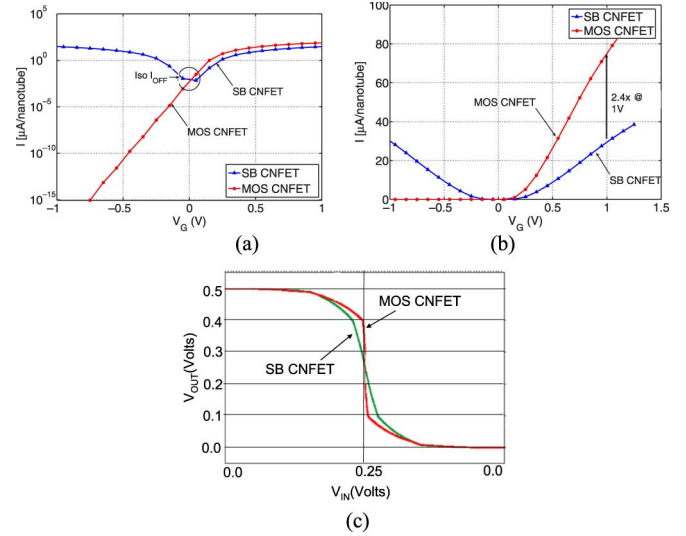 10⁵
10⁰
10⁻⁵
10⁻¹⁰
10⁻¹⁵
I [µA/nanotube]
Iso I_OFF
SB CNFET
MOS CNFET
SB CNFET
MOS CNFET
−1
−0.5
0
0.5
1
V_G (V)
(a)
100
80
60
40
20
0
I [µA/nanotube]
SB CNFET
MOS CNFET
MOS CNFET
2.4x @
1V
SB CNFET
−1
−0.5
0
0.5
1
1.5
V_G (V)
(b)
0.5
0.4
0.3
0.2
0.1
0.0
V_OUT(Volts)
MOS CNFET
SB CNFET
0.0
0.25
0.0
V_IN(Volts)
(c)